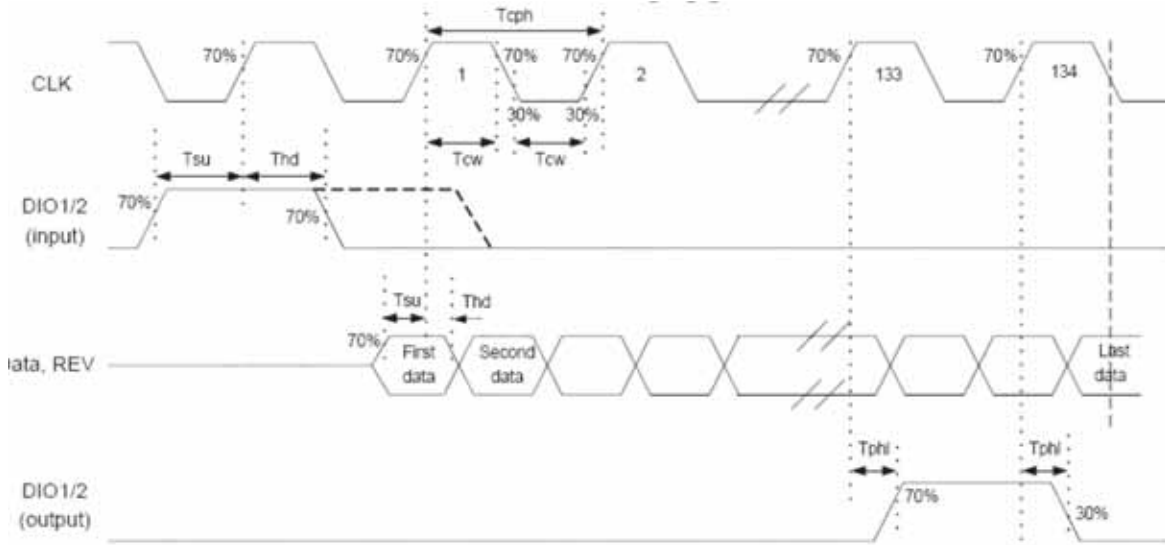 Tcph
70% 70% 70% 70% 70% 70%
CLK
1
2
133
134
30% 30%
Tsu
Thd
Tcw
Tcw
70%
DIO1/2
70%
(input)
Tsu
Thd
70%
First
Second
Last
ata, REV
data
data
data
Tphl
Tphl
DIO1/2
70%
(output)
30%